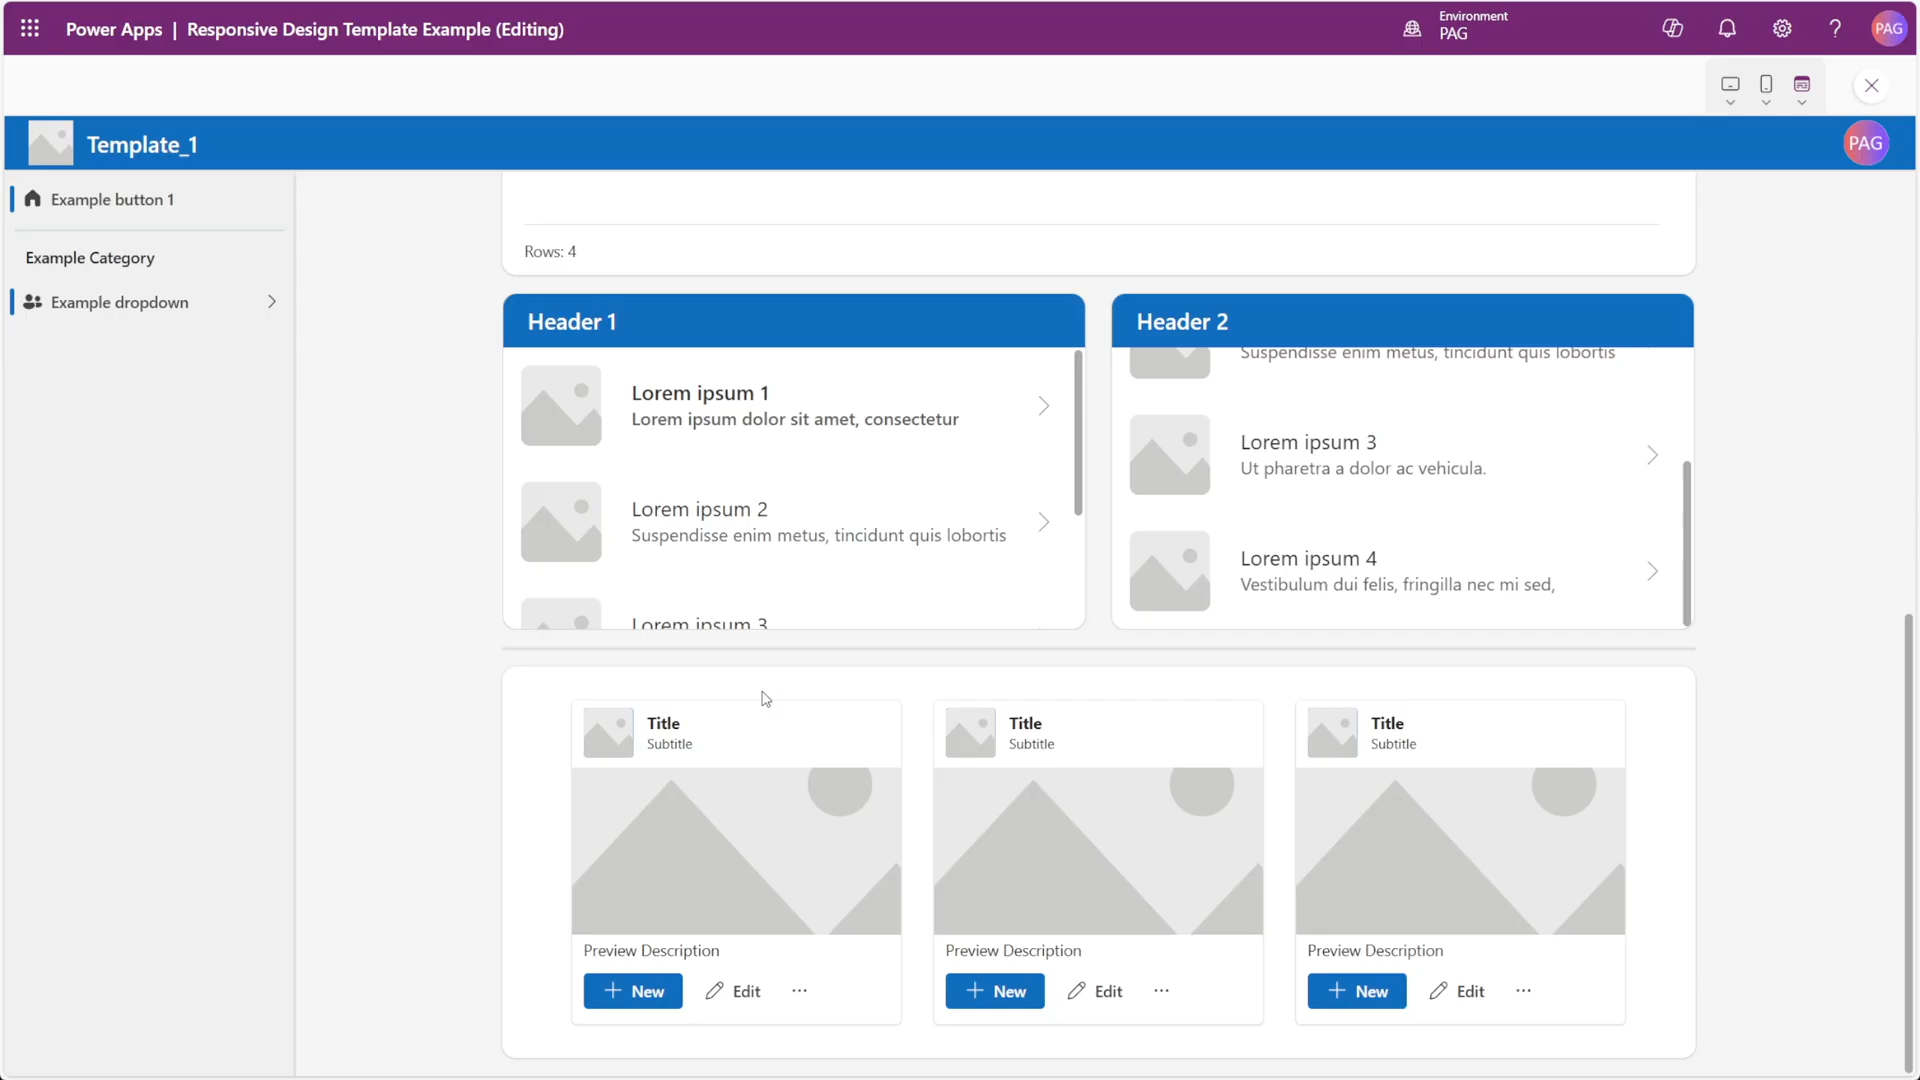 Power Apps | Responsive Design Template Example (Editing)
Environment
PAG
PAG
Template_1
PAG
Example button 1
Example Category
Example dropdown
Rows: 4
Header 1
Lorem ipsum 1
Lorem ipsum dolor sit amet, consectetur
Lorem ipsum 2
Suspendisse enim metus, tincidunt quis lobortis
Lorem ipsum 3
Header 2
Suspendisse enim metus, tincidunt quis lobortis
Lorem ipsum 3
Ut pharetra a dolor ac vehicula.
Lorem ipsum 4
Vestibulum dui felis, fringilla nec mi sed,
Title
Subtitle
Preview Description
New Edit ...
Title
Subtitle
Preview Description
New Edit ...
Title
Subtitle
Preview Description
New Edit ...